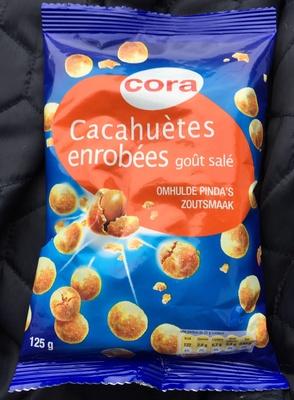 cora
Cacahuètes
enrobées goût salé
OMHULDE PINDA'S
ZOUTSMAAK
125 g